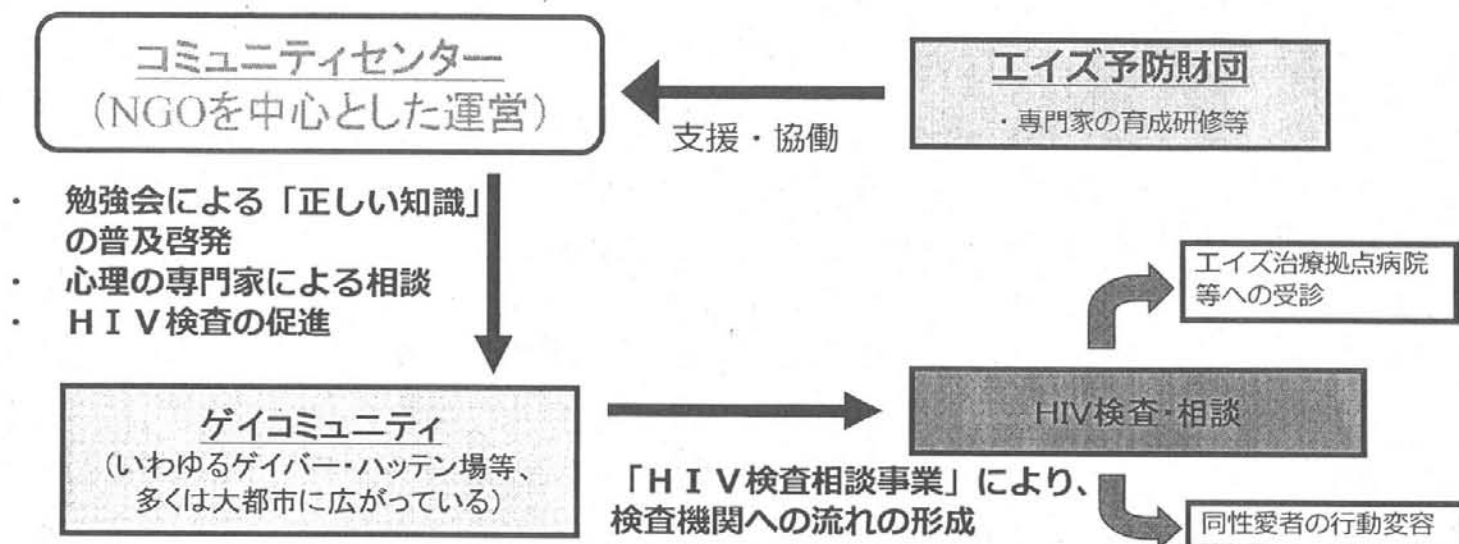 コミュニティセンター
（NGOを中心とした運営）
エイズ予防財団
・専門家の育成研修等
支援・協働
・ 勉強会による「正しい知識」
の普及啓発
・ 心理の専門家による相談
・ ＨＩＶ検査の促進
エイズ治療拠点病院
等への受診
ゲイコミュニティ
（いわゆるゲイバー・ハッテン場等、
多くは大都市に広がっている）
HIV検査・相談
「ＨＩＶ検査相談事業」により、
検査機関への流れの形成
同性愛者の行動変容